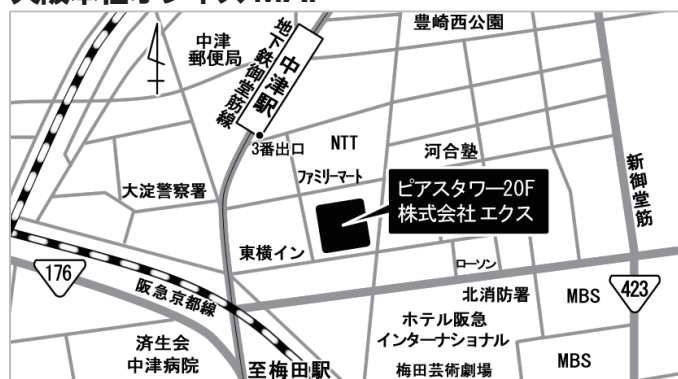 大阪本社オフィスMAP
豊崎西公園
中津
郵便局
中津駅
地下鉄御堂筋線
3番出口
NTT
河合塾
ファミリーマート
大淀警察署
ピアスタワー20F
株式会社エクス
新御堂筋
東横イン
ローソン
176
阪急京都線
北消防署
MBS
423
ホテル阪急
インターナショナル
済生会
中津病院
至梅田駅
梅田芸術劇場
MBS